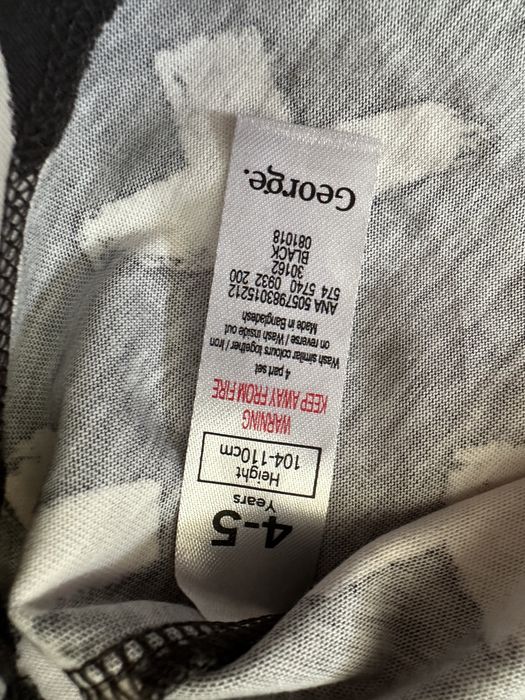 George.
4-5
Years
Height
104-110cm
WARNING
KEEP AWAY FROM FIRE
4 part set
Wash similar colours together / Iron
on reverse / Wash inside out
Made in Bangladesh
ANA 5057983015212
574 5740 0932 200
30162
BLACK
081018